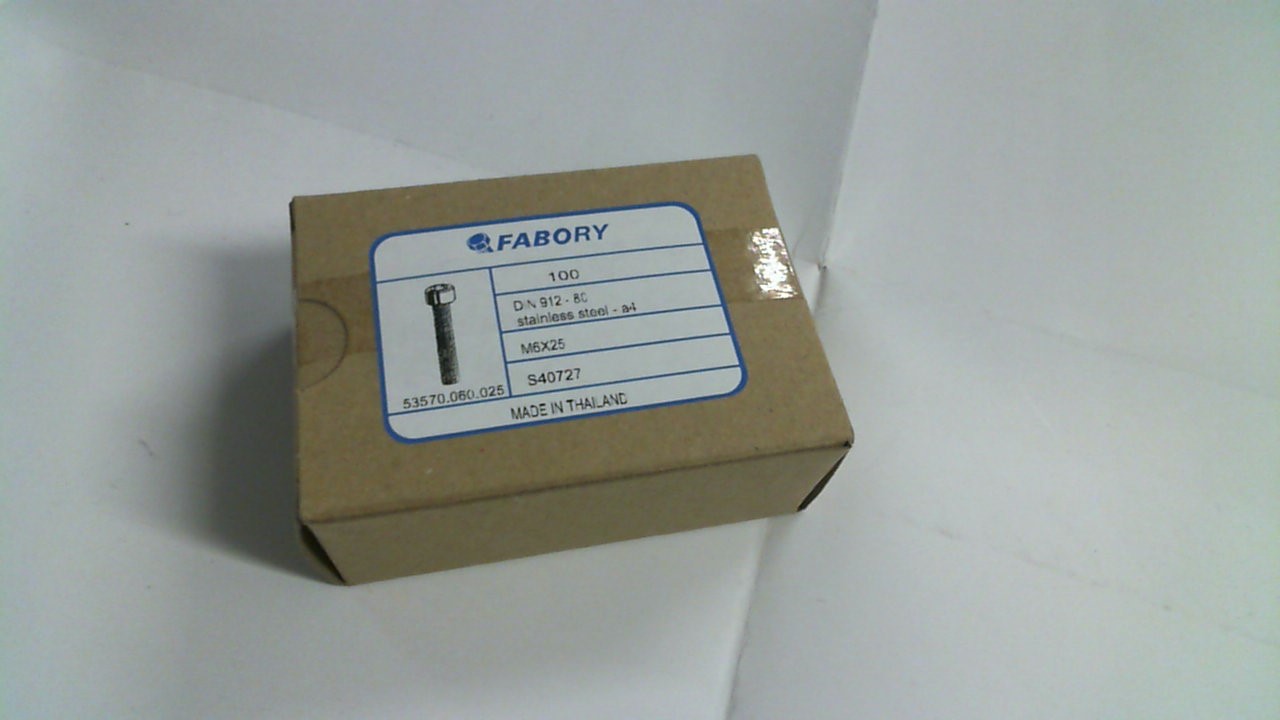 FABORY
100
DIN 912 - 80
stainless steel - a4
M6X25
53570.060.025
S40727
MADE IN THAILAND